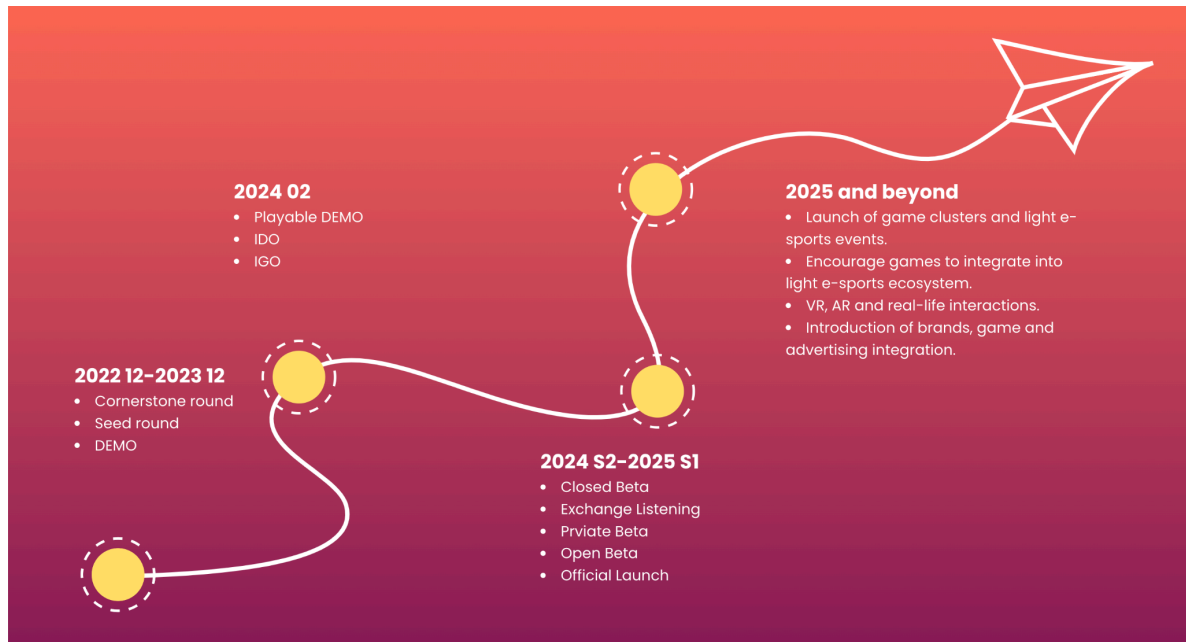 2024 02
• Playable DEMO
• IDO
• IGO
2025 and beyond
• Launch of game clusters and light e-
sports events.
• Encourage games to integrate into
light e-sports ecosystem.
• VR, AR and real-life interactions.
• Introduction of brands, game and
advertising integration.
2022 12-2023 12
• Cornerstone round
• Seed round
• DEMO
2024 S2-2025 S1
• Closed Beta
• Exchange Listening
• Prviate Beta
• Open Beta
• Official Launch